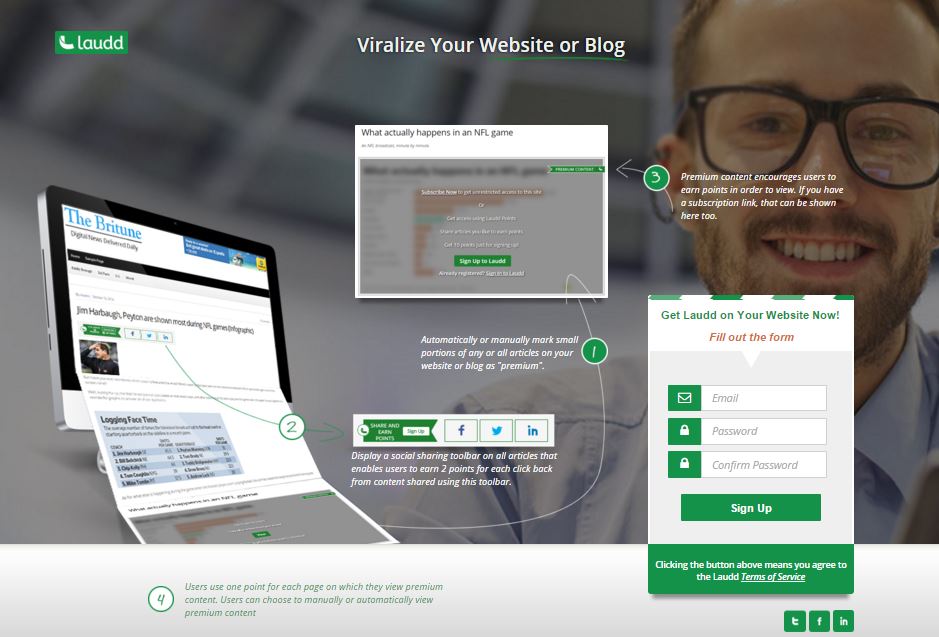 laudd
Viralize Your Website or Blog
What actually happens in an NFL game
An NFL broadcast, minute by minute
PREMIUM CONTENT
Subscribe Now to get unrestricted access to this site
Or
Get access using Laudd Points
Share articles you like to earn points
Get 10 points just for signing up!
Sign Up to Laudd
Already registered? Sign in to Laudd
3
Premium content encourages users to
earn points in order to view. If you have
a subscription link, that can be shown
here too.
The Britune
Digital News Delivered Daily
Home Sample Page
Jim Harbaugh, Peyton are shown most during NFL games (Infographic)
Logging Face Time
What actually happens in an NFL game
1
Automatically or manually mark small
portions of any or all articles on your
website or blog as "premium".
2
SHARE AND
EARN
POINTS
Sign Up
Display a social sharing toolbar on all articles that
enables users to earn 2 points for each click back
from content shared using this toolbar.
Get Laudd on Your Website Now!
Fill out the form
Email
Password
Confirm Password
Sign Up
Clicking the button above means you agree to
the Laudd Terms of Service
4
Users use one point for each page on which they view premium
content. Users can choose to manually or automatically view
premium content